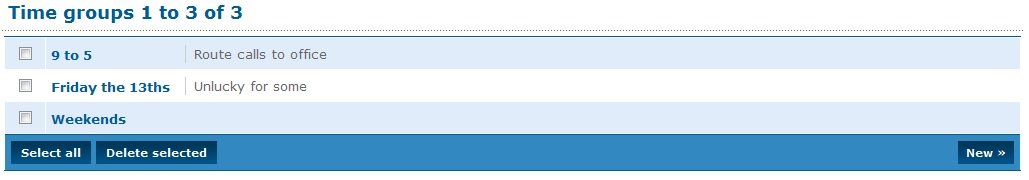 Time groups 1 to 3 of 3
9 to 5 Route calls to office
Friday the 13ths Unlucky for some
Weekends
Select all Delete selected New »